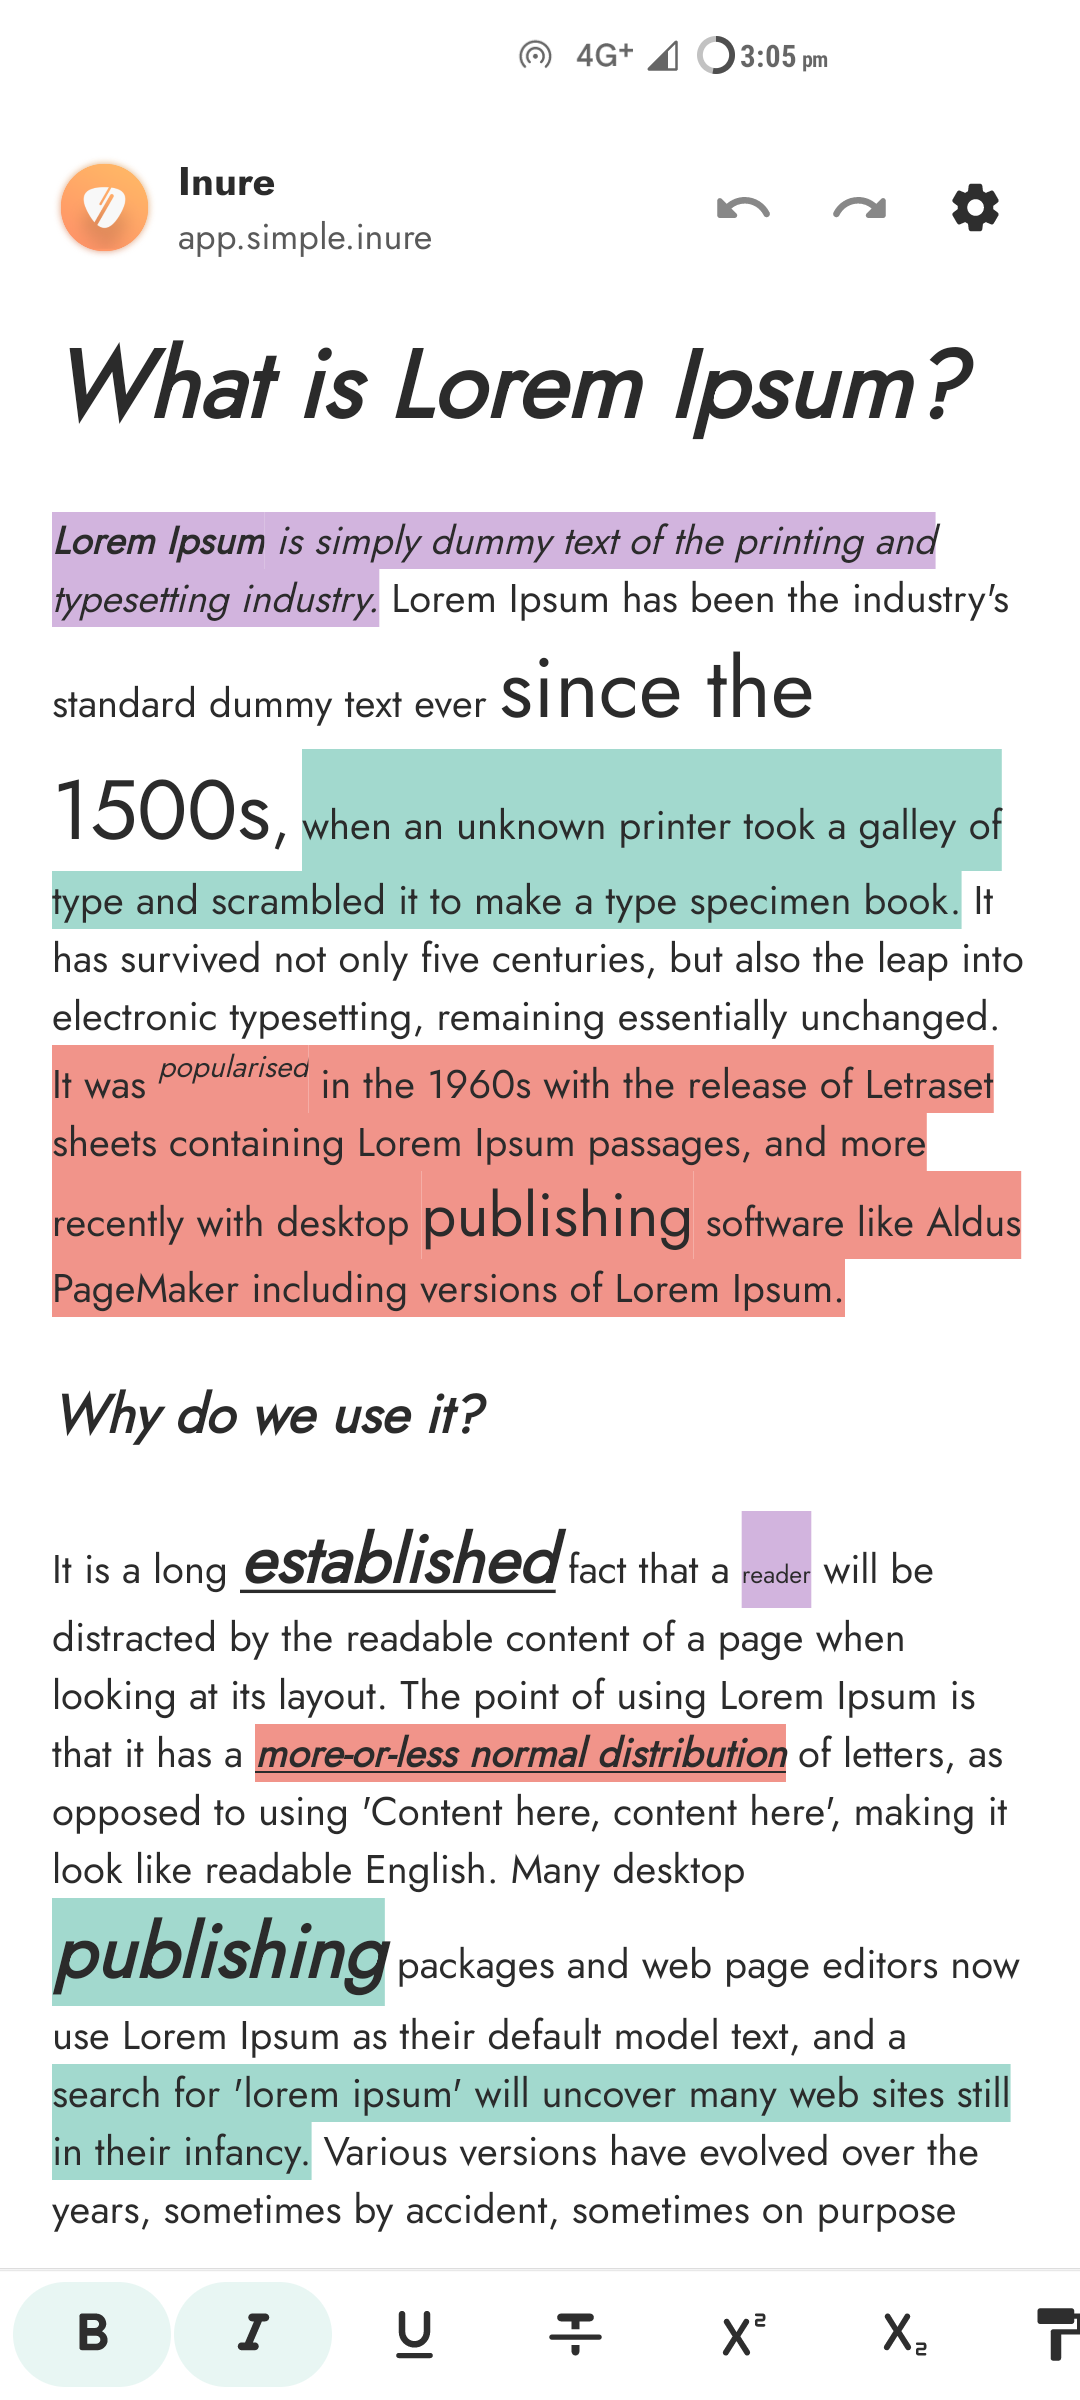 4G+ 3:05 pm
Inure
app.simple.inure
What is Lorem Ipsum?
Lorem Ipsum is simply dummy text of the printing and
typesetting industry. Lorem Ipsum has been the industry's
standard dummy text ever since the
1500s, when an unknown printer took a galley of
type and scrambled it to make a type specimen book. It
has survived not only five centuries, but also the leap into
electronic typesetting, remaining essentially unchanged.
It was popularised in the 1960s with the release of Letraset
sheets containing Lorem Ipsum passages, and more
recently with desktop publishing software like Aldus
PageMaker including versions of Lorem Ipsum.
Why do we use it?
It is a long established fact that a reader will be
distracted by the readable content of a page when
looking at its layout. The point of using Lorem Ipsum is
that it has a more-or-less normal distribution of letters, as
opposed to using 'Content here, content here', making it
look like readable English. Many desktop
publishing packages and web page editors now
use Lorem Ipsum as their default model text, and a
search for 'lorem ipsum' will uncover many web sites still
in their infancy. Various versions have evolved over the
years, sometimes by accident, sometimes on purpose
B I U T X² X₂